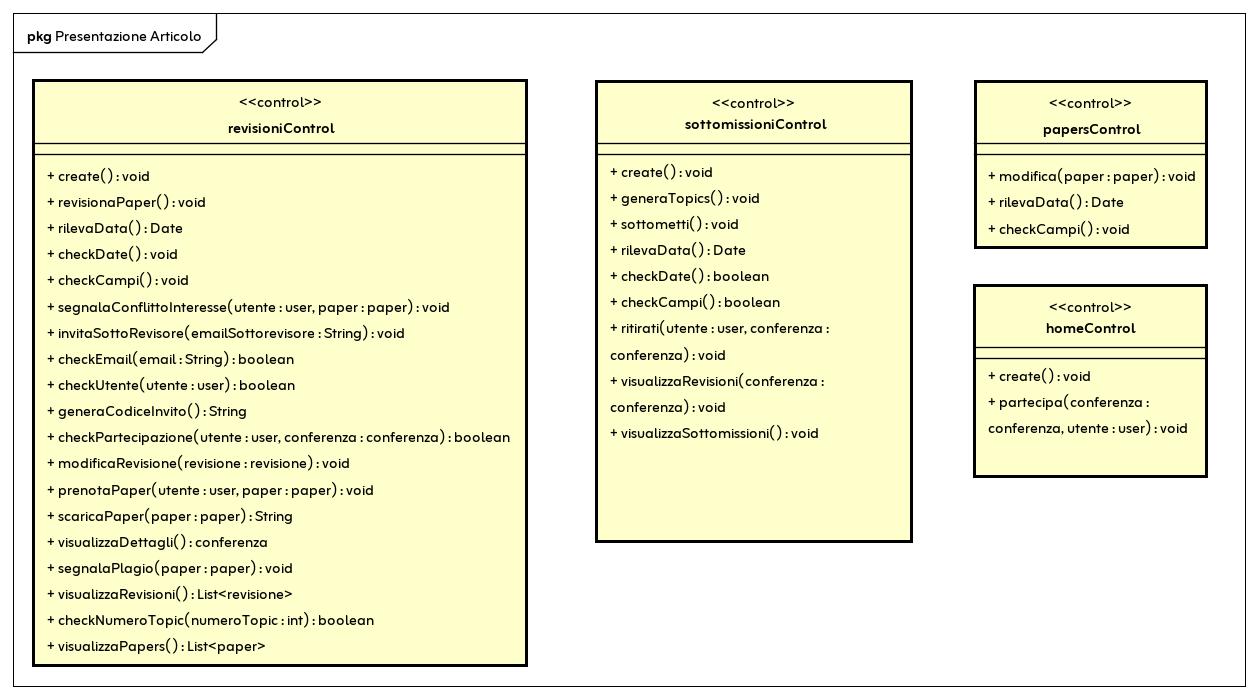 pkg Presentazione Articolo
<<control>>
revisioniControl
+ create() : void
+ revisionaPaper() : void
+ rilevaData() : Date
+ checkDate() : void
+ checkCampi() : void
+ segnalaConflittoInteresse(utente : user, paper : paper) : void
+ invitaSottoRevisore(emailSottorevisore : String) : void
+ checkEmail(email : String) : boolean
+ checkUtente(utente : user) : boolean
+ generaCodiceInvito() : String
+ checkPartecipazione(utente : user, conferenza : conferenza) : boolean
+ modificaRevisione(revisione : revisione) : void
+ prenotaPaper(utente : user, paper : paper) : void
+ scaricaPaper(paper : paper) : String
+ visualizzaDettagli() : conferenza
+ segnalaPlagio(paper : paper) : void
+ visualizzaRevisioni() : List<revisione>
+ checkNumeroTopic(numeroTopic : int) : boolean
+ visualizzaPapers() : List<paper>
<<control>>
sottomissioniControl
+ create() : void
+ generaTopics() : void
+ sottometti() : void
+ rilevaData() : Date
+ checkDate() : boolean
+ checkCampi() : boolean
+ ritirati(utente : user, conferenza :
conferenza) : void
+ visualizzaRevisioni(conferenza :
conferenza) : void
+ visualizzaSottomissioni() : void
<<control>>
papersControl
+ modifica(paper : paper) : void
+ rilevaData() : Date
+ checkCampi() : void
<<control>>
homeControl
+ create() : void
+ partecipa(conferenza :
conferenza, utente : user) : void